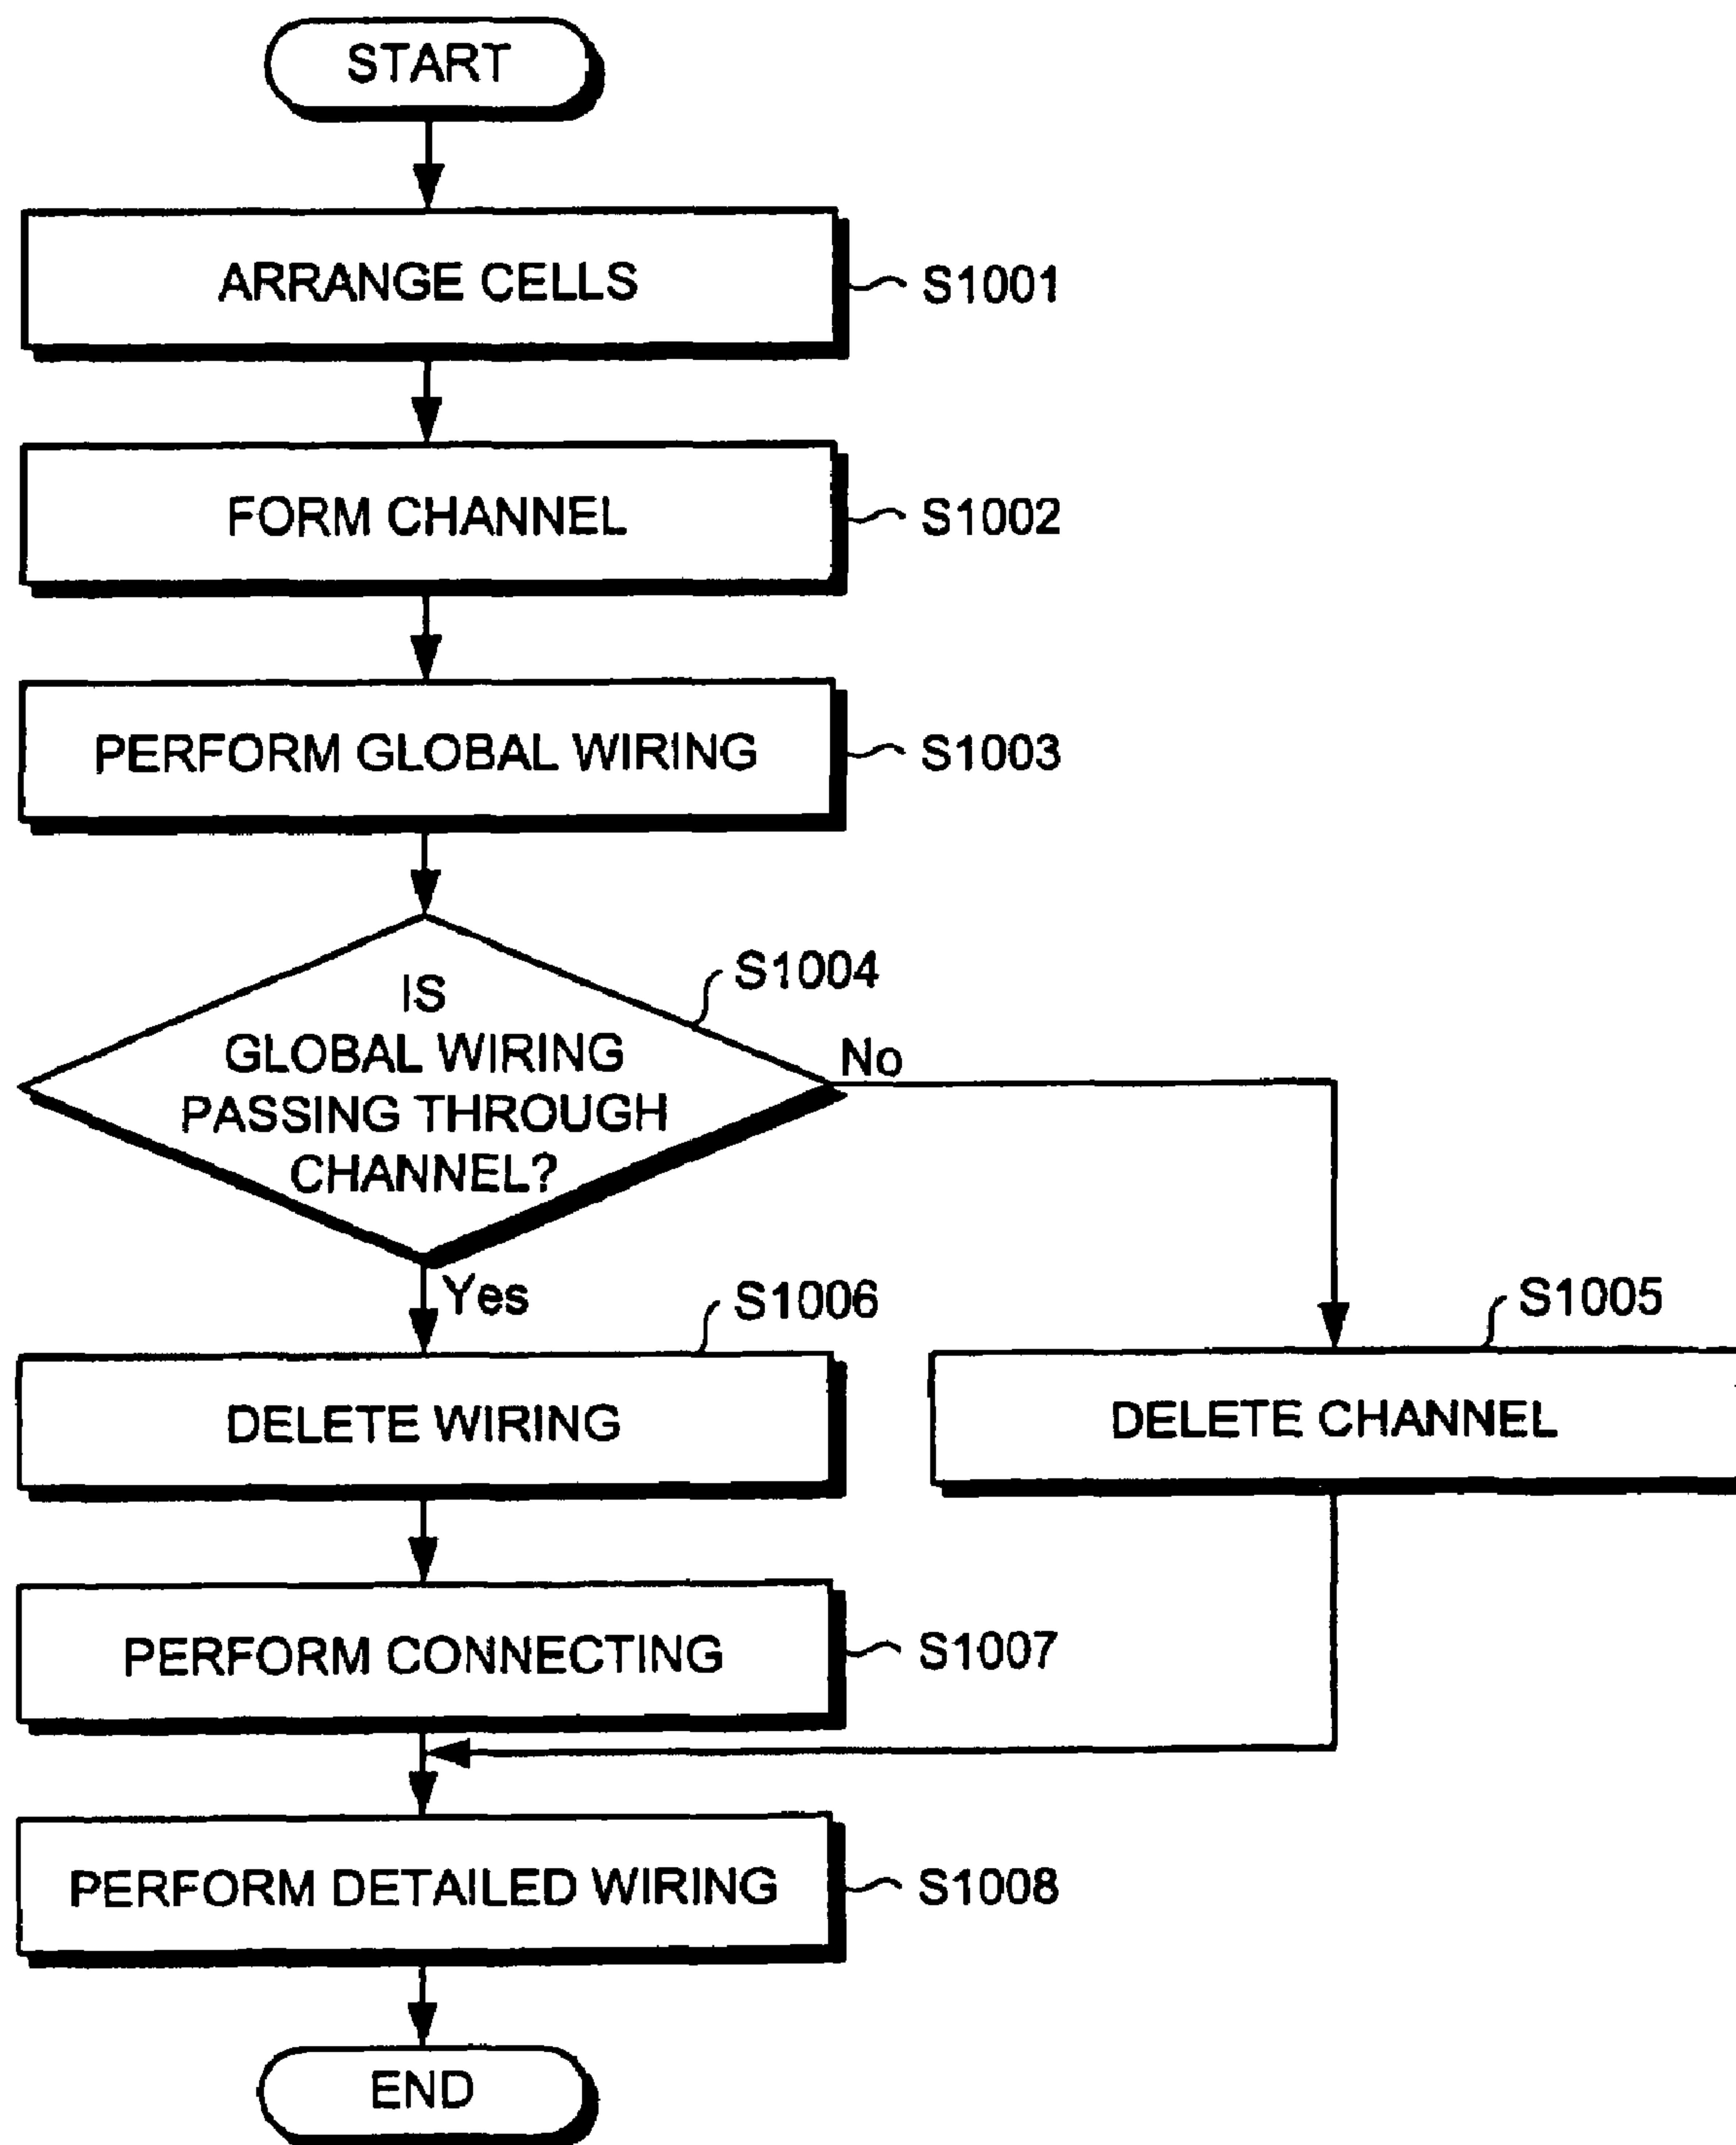 START
ARRANGE CELLS
S1001
FORM CHANNEL
S1002
PERFORM GLOBAL WIRING
S1003
IS
GLOBAL WIRING
PASSING THROUGH
CHANNEL?
S1004
No
Yes
S1006
DELETE WIRING
S1005
DELETE CHANNEL
PERFORM CONNECTING
S1007
PERFORM DETAILED WIRING
S1008
END